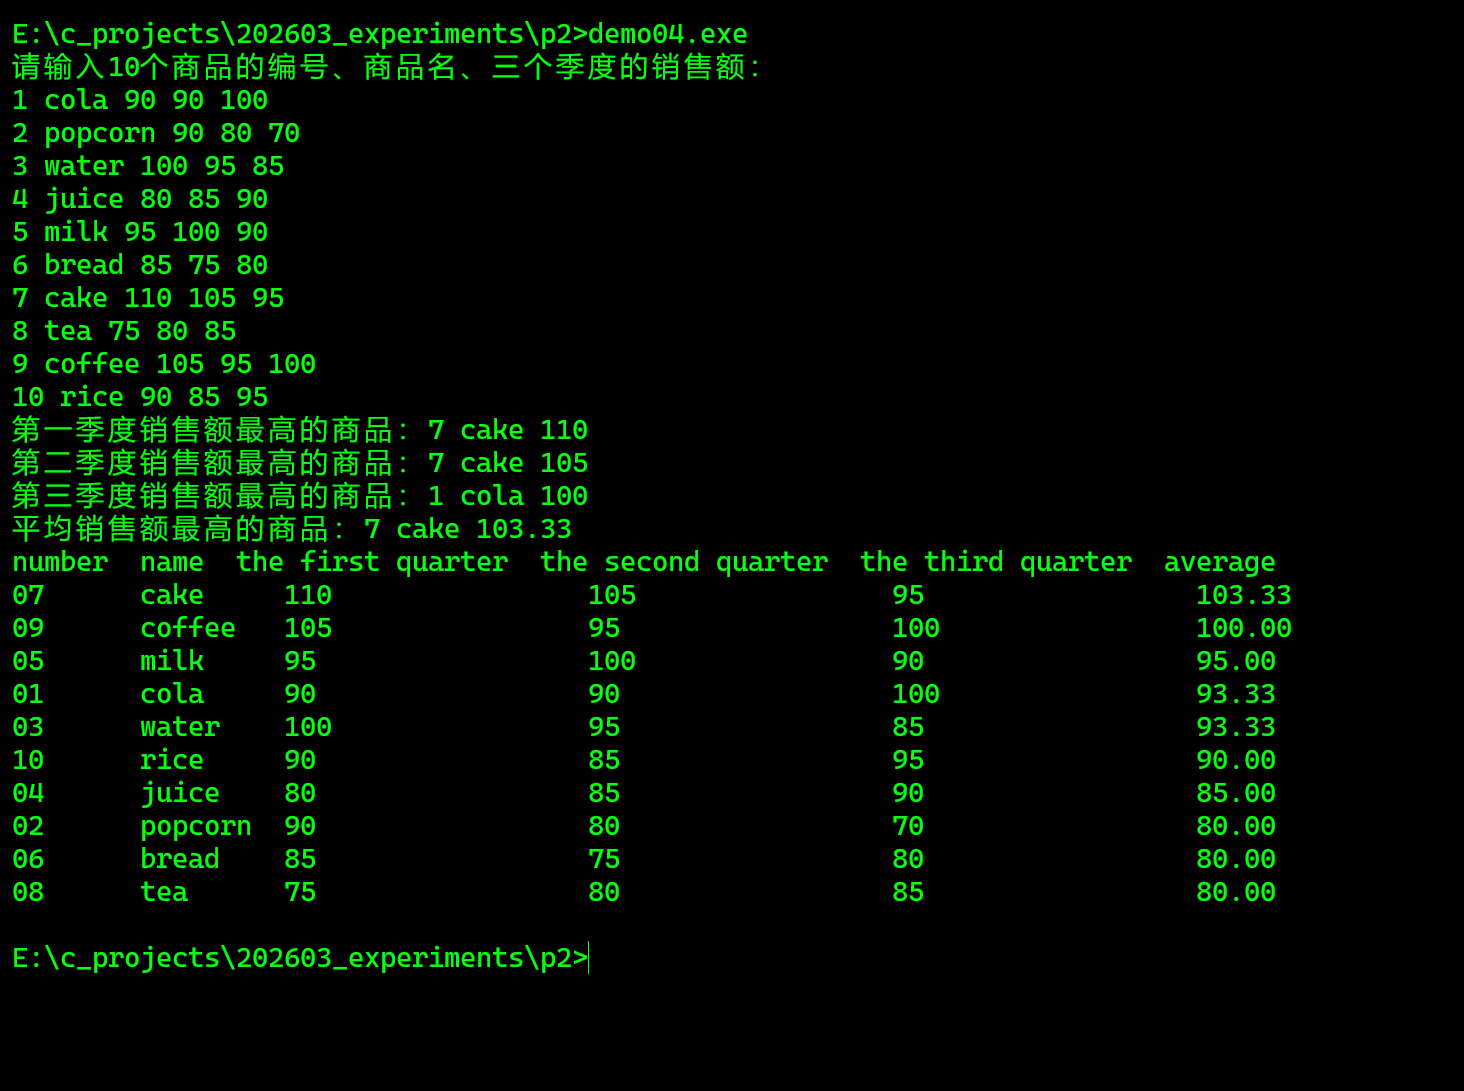 E:\c_projects\202603_experiments\p2>demo04.exe
请输入10个商品的编号、商品名、三个季度的销售额：
1 cola 90 90 100
2 popcorn 90 80 70
3 water 100 95 85
4 juice 80 85 90
5 milk 95 100 90
6 bread 85 75 80
7 cake 110 105 95
8 tea 75 80 85
9 coffee 105 95 100
10 rice 90 85 95
第一季度销售额最高的商品：7 cake 110
第二季度销售额最高的商品：7 cake 105
第三季度销售额最高的商品：1 cola 100
平均销售额最高的商品：7 cake 103.33
number  name  the first quarter  the second quarter  the third quarter  average
07      cake     110                105                95                 103.33
09      coffee   105                95                 100                100.00
05      milk     95                 100                90                 95.00
01      cola     90                 90                 100                93.33
03      water    100                95                 85                 93.33
10      rice     90                 85                 95                 90.00
04      juice    80                 85                 90                 85.00
02      popcorn  90                 80                 70                 80.00
06      bread    85                 75                 80                 80.00
08      tea      75                 80                 85                 80.00
E:\c_projects\202603_experiments\p2>